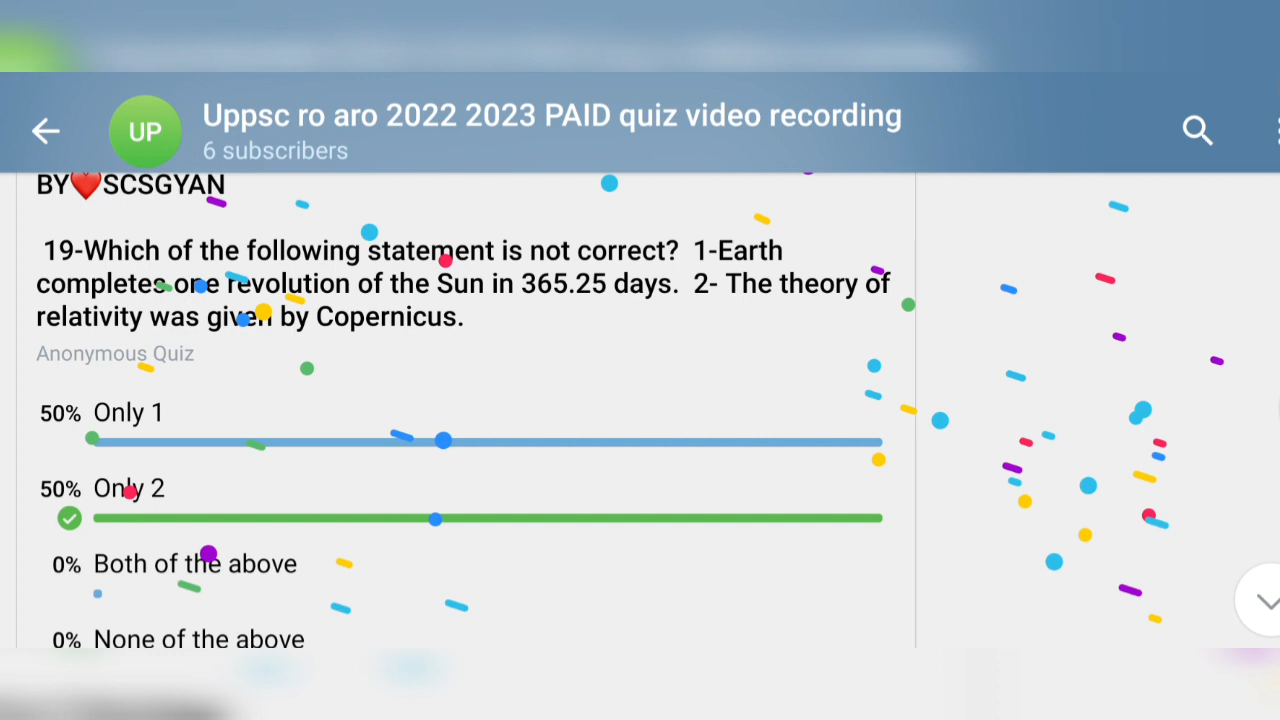 UP
Uppsc ro aro 2022 2023 PAID quiz video recording
6 subscribers
BY❤️SCSGYAN
19-Which of the following statement is not correct? 1-Earth
completes one revolution of the Sun in 365.25 days. 2- The theory of
relativity was given by Copernicus.
Anonymous Quiz
50% Only 1
50% Only 2
0% Both of the above
0% None of the above